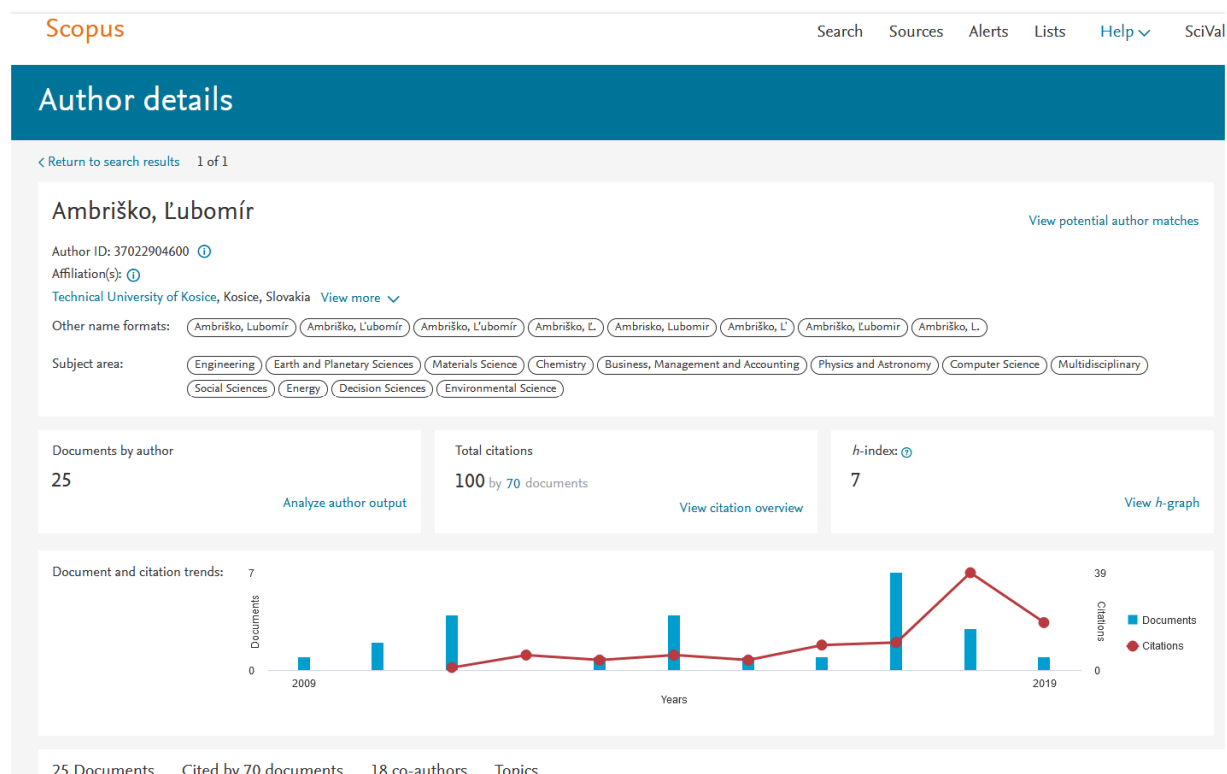 Scopus
Search Sources Alerts Lists Help SciVal
Author details
Return to search results 1 of 1
Ambriško, Ľubomír
View potential author matches
Author ID: 37022904600
Affiliation(s):
Technical University of Kosice, Kosice, Slovakia View more
Other name formats: Ambriško, Lubomír Ambriško, L'ubomír Ambriško, L′ubomír Ambriško, Ľ. Ambrisko, Lubomir Ambriško, L' Ambriško, Ľubomir Ambriško, L.
Subject area: Engineering Earth and Planetary Sciences Materials Science Chemistry Business, Management and Accounting Physics and Astronomy Computer Science Multidisciplinary
Social Sciences Energy Decision Sciences Environmental Science
Documents by author
25
Analyze author output
Total citations
100 by 70 documents
View citation overview
h-index:
7
View h-graph
Document and citation trends:
7
Documents
0
2009
Years
2019
39
Citations
0
Documents
Citations
25 Documents Cited by 70 documents 18 co-authors Topics